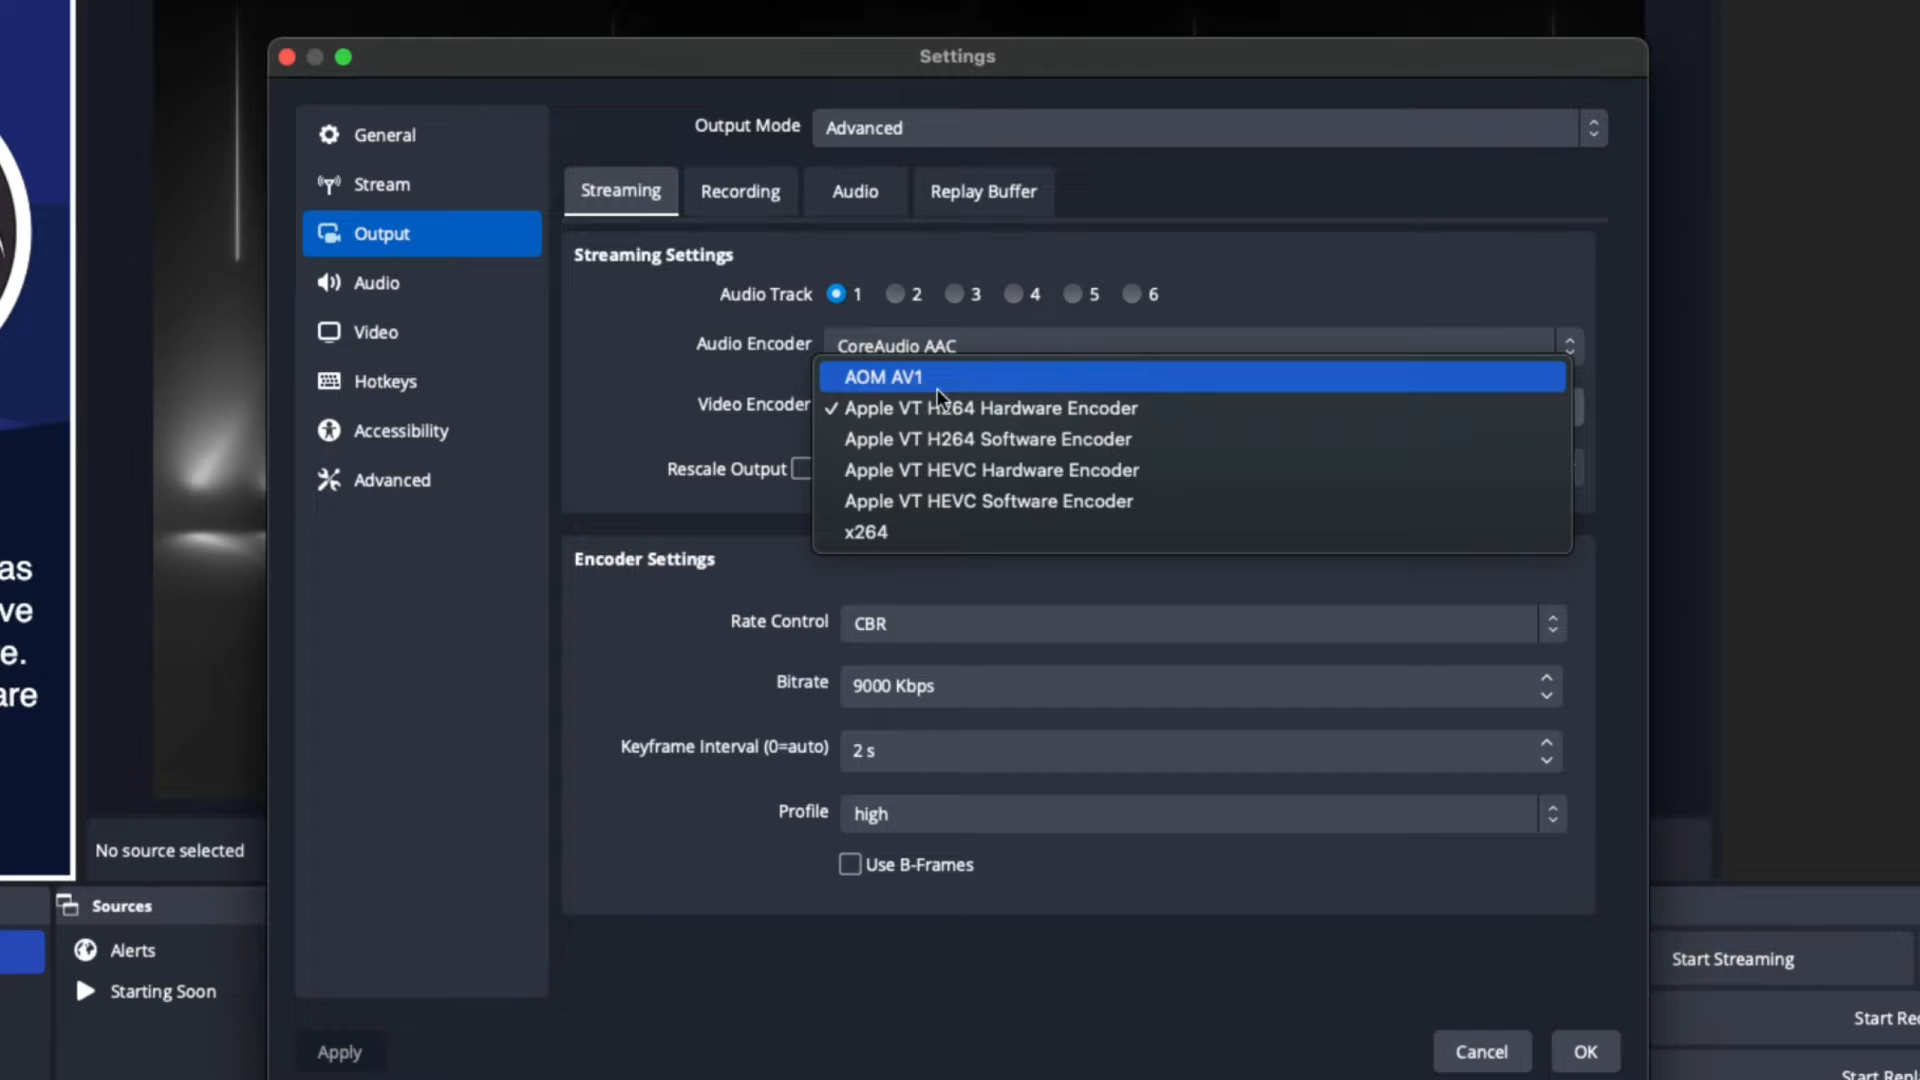 Settings
General
Stream
Output
Audio
Video
Hotkeys
Accessibility
Advanced
Output Mode Advanced
Streaming Recording Audio Replay Buffer
Streaming Settings
Audio Track 1 2 3 4 5 6
Audio Encoder CoreAudio AAC
Video Encoder
AOM AV1
✓ Apple VT H264 Hardware Encoder
Apple VT H264 Software Encoder
Apple VT HEVC Hardware Encoder
Apple VT HEVC Software Encoder
x264
Rescale Output
Encoder Settings
Rate Control CBR
Bitrate 9000 Kbps
Keyframe Interval (0=auto) 2 s
Profile high
Use B-Frames
Apply
Cancel OK
as
ve
e.
are
No source selected
Sources
Alerts
Starting Soon
Start Streaming
Start Rec
Start Repl